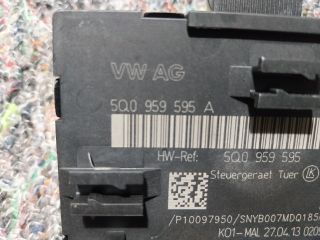 VW AG
5Q0 959 595 A
HW-Ref: 5Q0 959 595
Steuergeraet Tuer
/P10097950/SNYB007MDQ185
KO1-MAL 27.04.13 020